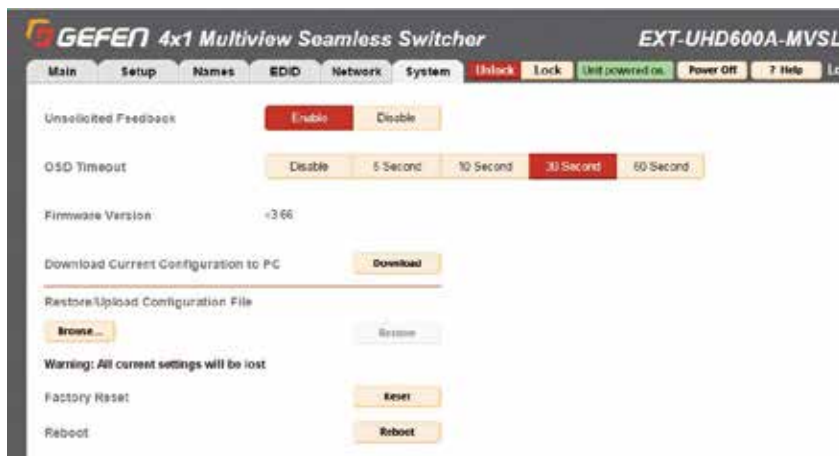 GEFEN 4x1 Multiview Seamless Switcher EXT-UHD600A-MVSL
Main Setup Names EDID Network System Unlock Lock Unit powered on. Power Off ? Help Lo
Unsolicited Feedback Enable Disable
OSD Timeout Disable 5 Second 10 Second 30 Second 60 Second
Firmware Version v3.66
Download Current Configuration to PC Download
Restore/Upload Configuration File
Browse... Restore
Warning: All current settings will be lost
Factory Reset Reset
Reboot Reboot